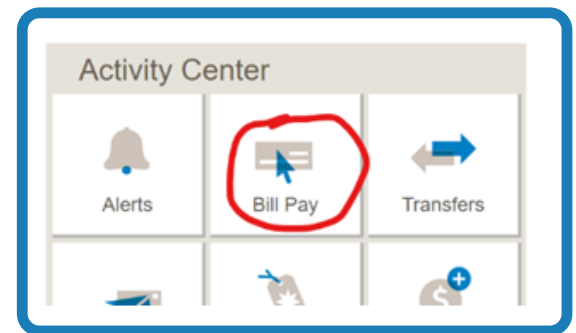 Activity Center
Alerts
Bill Pay
Transfers
$